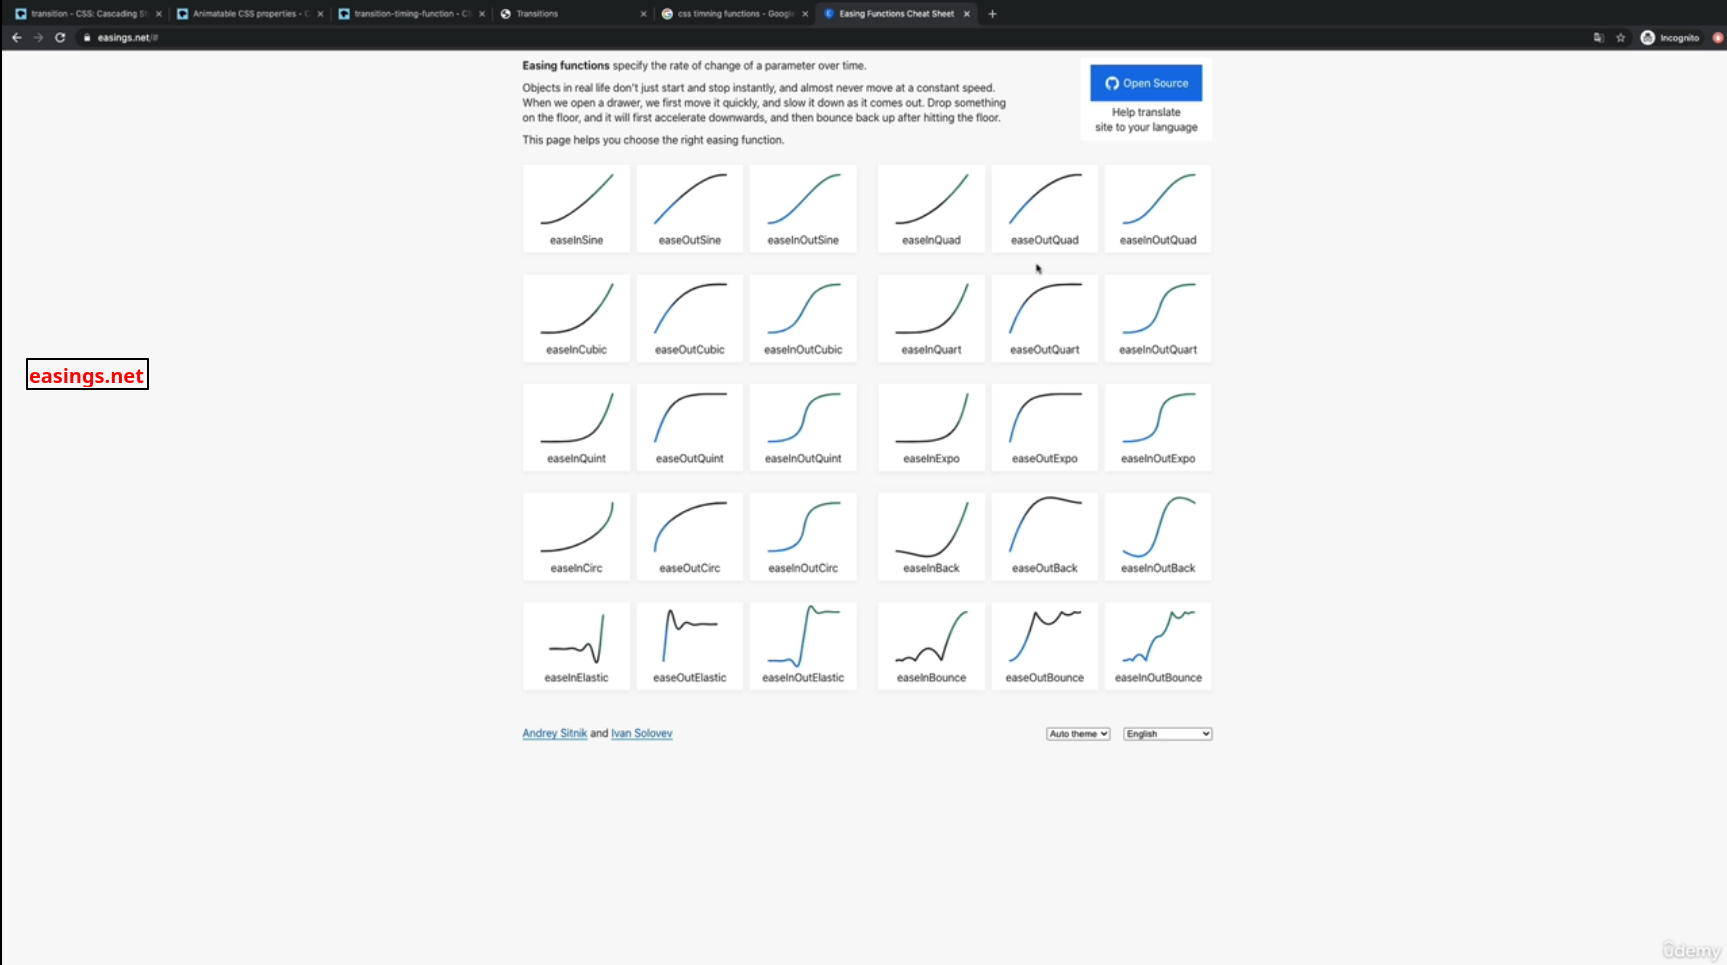 transition - CSS: Cascading St
Animatable CSS properties - C
transition-timing-function - CS
Transitions
css timning functions - Google
Easing Functions Cheat Sheet
easings.net/#
Incognito
Easing functions specify the rate of change of a parameter over time.
Objects in real life don't just start and stop instantly, and almost never move at a constant speed.
When we open a drawer, we first move it quickly, and slow it down as it comes out. Drop something
on the floor, and it will first accelerate downwards, and then bounce back up after hitting the floor.
This page helps you choose the right easing function.
Open Source
Help translate
site to your language
easeInSine easeOutSine easeInOutSine easeInQuad easeOutQuad easeInOutQuad
easeInCubic easeOutCubic easeInOutCubic easeInQuart easeOutQuart easeInOutQuart
easings.net
easeInQuint easeOutQuint easeInOutQuint easeInExpo easeOutExpo easeInOutExpo
easeInCirc easeOutCirc easeInOutCirc easeInBack easeOutBack easeInOutBack
easeInElastic easeOutElastic easeInOutElastic easeInBounce easeOutBounce easeInOutBounce
Andrey Sitnik and Ivan Solovev
Auto theme
English
ûdemy